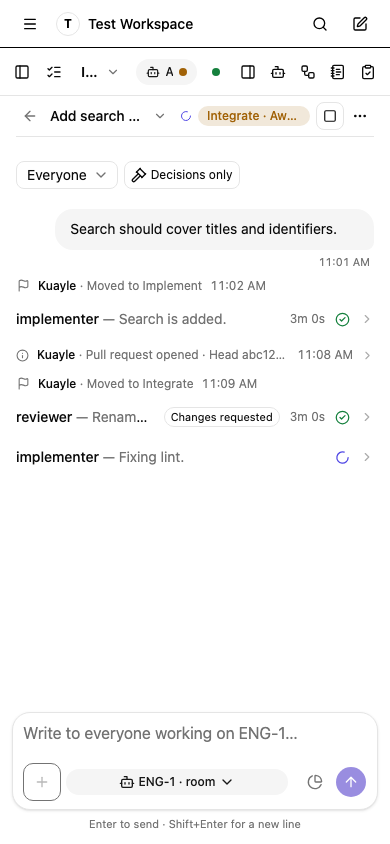 T Test Workspace
I... A
Add search ... Integrate · Aw...
Everyone Decisions only
Search should cover titles and identifiers.
11:01 AM
Kuayle · Moved to Implement 11:02 AM
implementer — Search is added. 3m 0s
Kuayle · Pull request opened · Head abc12... 11:08 AM
Kuayle · Moved to Integrate 11:09 AM
reviewer — Renam... Changes requested 3m 0s
implementer — Fixing lint.
Write to everyone working on ENG-1...
ENG-1 · room
Enter to send · Shift+Enter for a new line